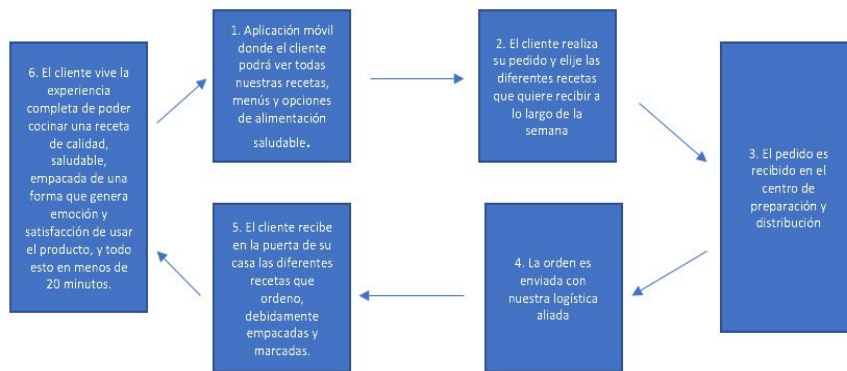 1. Aplicación móvil
donde el cliente
podrá ver todas
nuestras recetas,
menús y opciones
de alimentación
saludable.
2. El cliente realiza
su pedido y elije las
diferentes recetas
que quiere recibir a
lo largo de la
semana
3. El pedido es
recibido en el
centro de
preparación y
distribución
4. La orden es
enviada con
nuestra logística
aliada
5. El cliente recibe
en la puerta de su
casa las diferentes
recetas que
ordeno,
debidamente
empacadas y
marcadas.
6. El cliente vive la
experiencia
completa de poder
cocinar una receta
de calidad,
saludable,
empacada de una
forma que genera
emoción y
satisfacción de usar
el producto, y todo
esto en menos de
20 minutos.